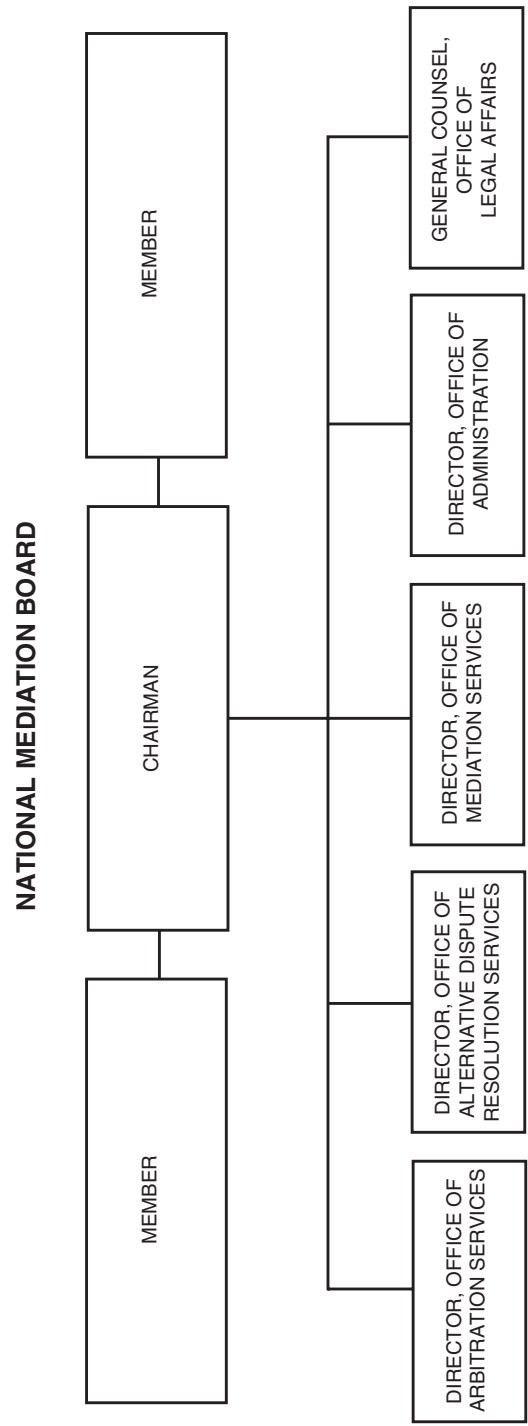 NATIONAL MEDIATION BOARD
MEMBER
CHAIRMAN
MEMBER
DIRECTOR, OFFICE OF
ARBITRATION SERVICES
DIRECTOR, OFFICE OF
ALTERNATIVE DISPUTE
RESOLUTION SERVICES
DIRECTOR, OFFICE OF
MEDIATION SERVICES
DIRECTOR, OFFICE OF
ADMINISTRATION
GENERAL COUNSEL,
OFFICE OF
LEGAL AFFAIRS